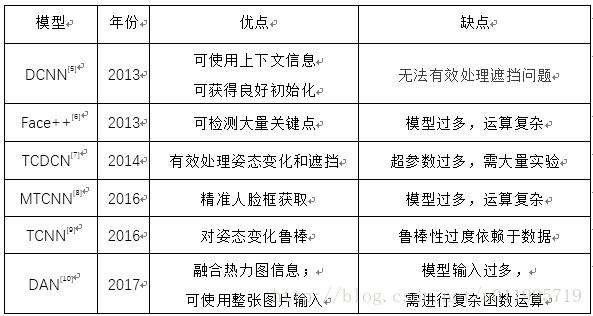 模型 年份 优点 缺点
DCNN[5] 2013 可使用上下文信息 无法有效处理遮挡问题
可获得良好初始化
Face++[6] 2013 可检测大量关键点 模型过多，运算复杂
TCDCN[7] 2014 有效处理姿态变化和遮挡 超参数过多，需大量实验
MTCNN[8] 2016 精准人脸框获取 模型过多，运算复杂
TCNN[9] 2016 对姿态变化鲁棒 鲁棒性过度依赖于数据
DAN[10] 2017 融合热力图信息； 模型输入过多，
可使用整张图片输入 需进行复杂函数运算